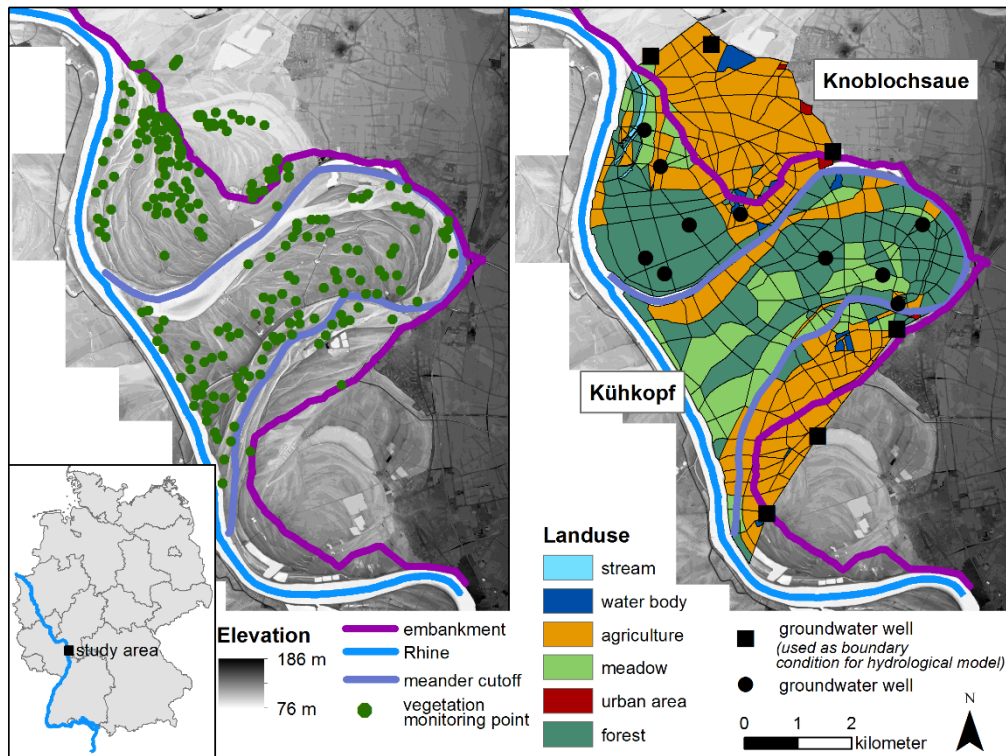 Knoblochsaue
Kühkopf
study area
Elevation
186 m
76 m
embankment
Rhine
meander cutoff
vegetation
monitoring point
Landuse
stream
water body
agriculture
meadow
urban area
forest
groundwater well
(used as boundary
condition for hydrological model)
groundwater well
N
0 1 2
kilometer